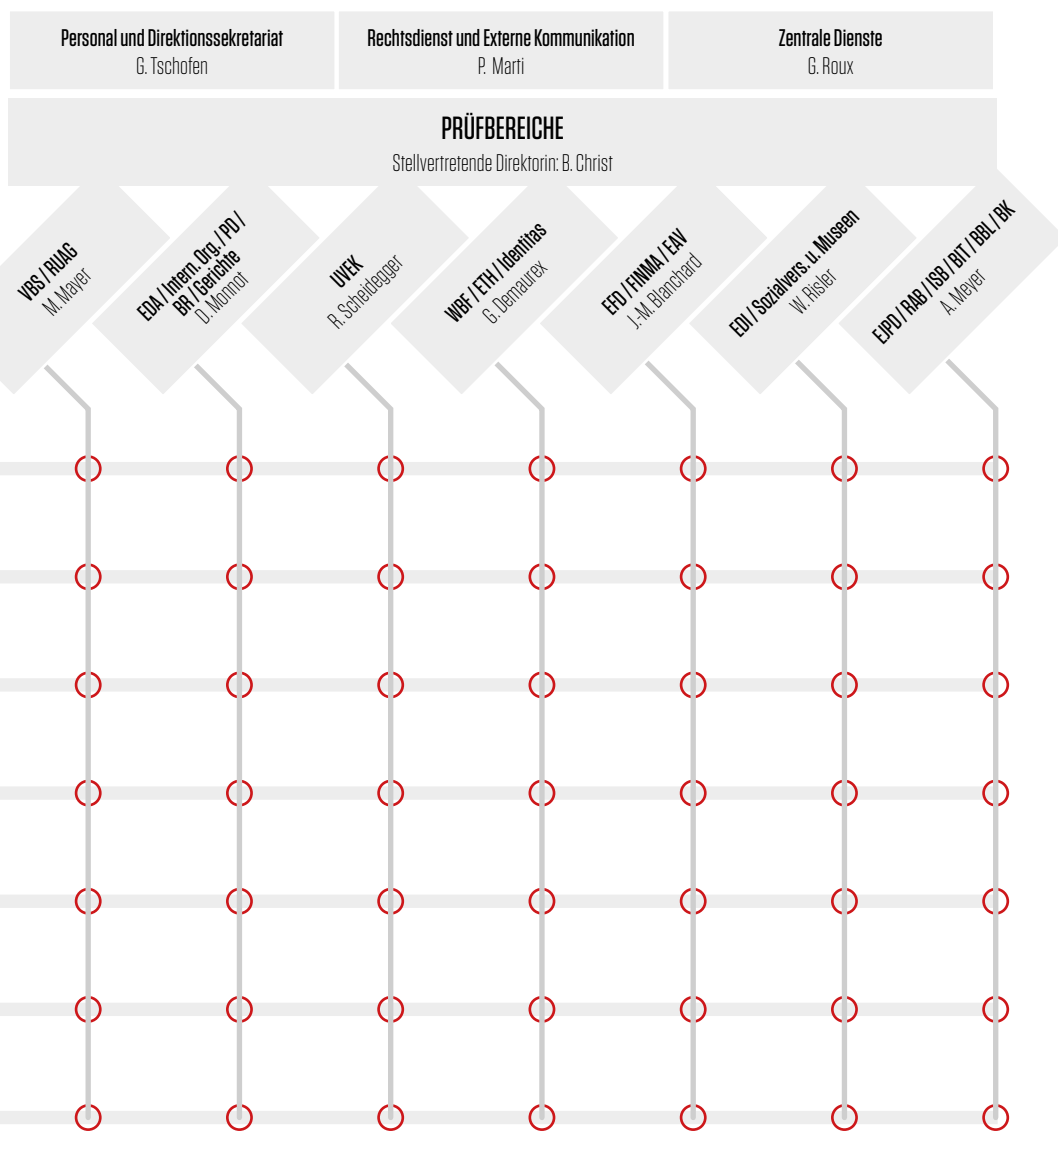 Personal und Direktionssekretariat
G. Tschofen
Rechtsdienst und Externe Kommunikation
P. Marti
Zentrale Dienste
G. Roux
PRÜFBEREICHE
Stellvertretende Direktorin: B. Christ
VBS / RUAG
M. Mayer
EDA / Intern. Org. / PD /
BR / Gerichte
D. Monnot
UVEK
R. Scheidegger
WBF / ETH / Identitas
G. Demaurex
EFD / FINMA / EAV
J.-M. Blanchard
EDI / Sozialvers. u. Museen
W. Risler
EJPD / RAB / ISB / BIT / BBL / BK
A. Meyer